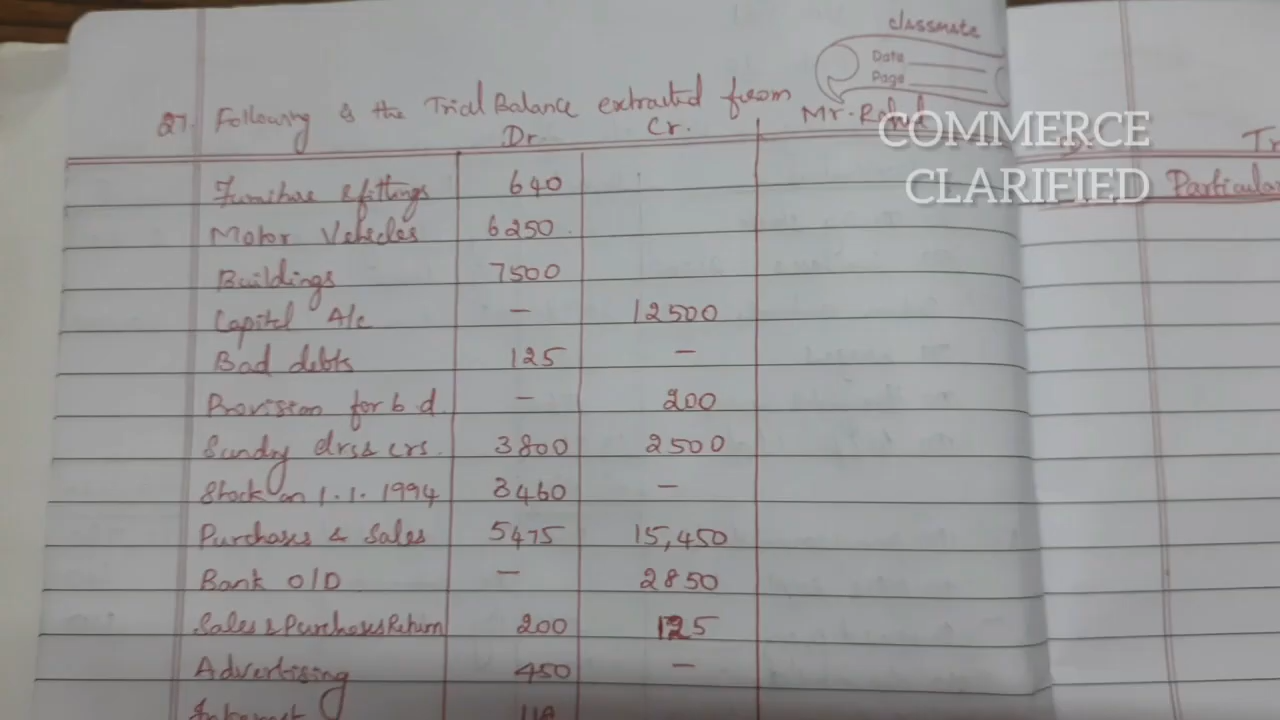 classmate
Date
Page
27. Following is the Trial Balance extracted from Mr. Rahul
COMMERCE
CLARIFIED
Dr. Cr.
Furniture & fittings 640
Motor Vehicles 6250
Buildings 7500
Capital A/c — 12500
Bad debts 125 —
Provision for b d — 200
Sundry drs & crs. 3800 2500
Stock on 1.1.1994 3460 —
Purchases & Sales 5475 15,450
Bank O/D — 2850
Sales & Purchases Return 200 125
Advertising 450 —
Interest
Particular